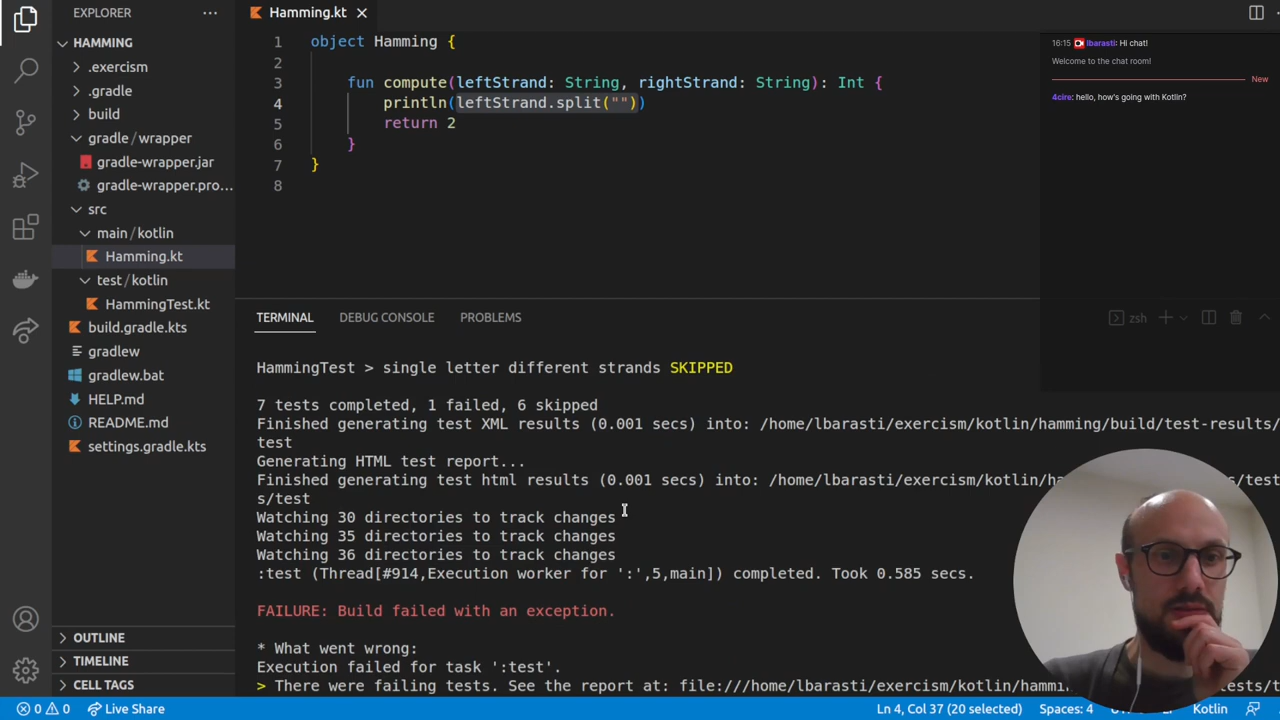 EXPLORER
Hamming.kt
HAMMING
.exercism
.gradle
build
gradle / wrapper
gradle-wrapper.jar
gradle-wrapper.pro...
src
main / kotlin
Hamming.kt
test / kotlin
HammingTest.kt
build.gradle.kts
gradlew
gradlew.bat
HELP.md
README.md
settings.gradle.kts
OUTLINE
TIMELINE
CELL TAGS
1 object Hamming {
2
3 fun compute(leftStrand: String, rightStrand: String): Int {
4 println(leftStrand.split(""))
5 return 2
6 }
7 }
8
16:15 lbarasti: Hi chat!
Welcome to the chat room!
New
4cire: hello, how's going with Kotlin?
TERMINAL DEBUG CONSOLE PROBLEMS
zsh
HammingTest > single letter different strands SKIPPED
7 tests completed, 1 failed, 6 skipped
Finished generating test XML results (0.001 secs) into: /home/lbarasti/exercism/kotlin/hamming/build/test-results/
test
Generating HTML test report...
Finished generating test html results (0.001 secs) into: /home/lbarasti/exercism/kotlin/
s/test
Watching 30 directories to track changes
Watching 35 directories to track changes
Watching 36 directories to track changes
:test (Thread[#914,Execution worker for ':',5,main]) completed. Took 0.585 secs.
FAILURE: Build failed with an exception.
* What went wrong:
Execution failed for task ':test'.
> There were failing tests. See the report at: file:///home/lbarasti/exercism/kotlin/
0 0 Live Share
Ln 4, Col 37 (20 selected) Spaces: 4 Kotlin